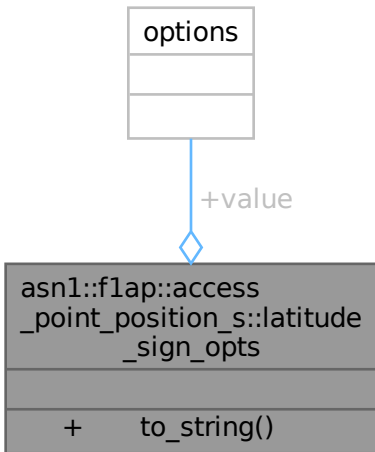 options
+value
asn1::f1ap::access
_point_position_s::latitude
_sign_opts
+ to_string()